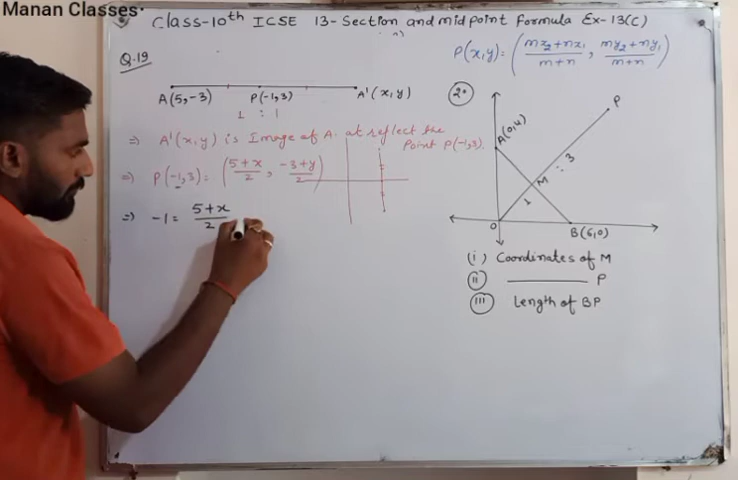 Manan Classes
Class-10th ICSE 13-Section and mid point formula Ex-13(C)
Q.19
P(x,y) = (mx₂+nx₁/m+n , my₂+ny₁/m+n)
A(5,-3) P(-1,3) A'(x,y)
1 : 1
⇒ A'(x,y) is Image of A. at reflect the
Point P(-1,3).
⇒ P(-1,3) = (5+x/2 , -3+y/2)
⇒ -1 = 5+x/2
20
P
A(0,4)
M
1 : 3
O
B(6,0)
(i) Coordinates of M
(ii) ________ P
(iii) Length of BP